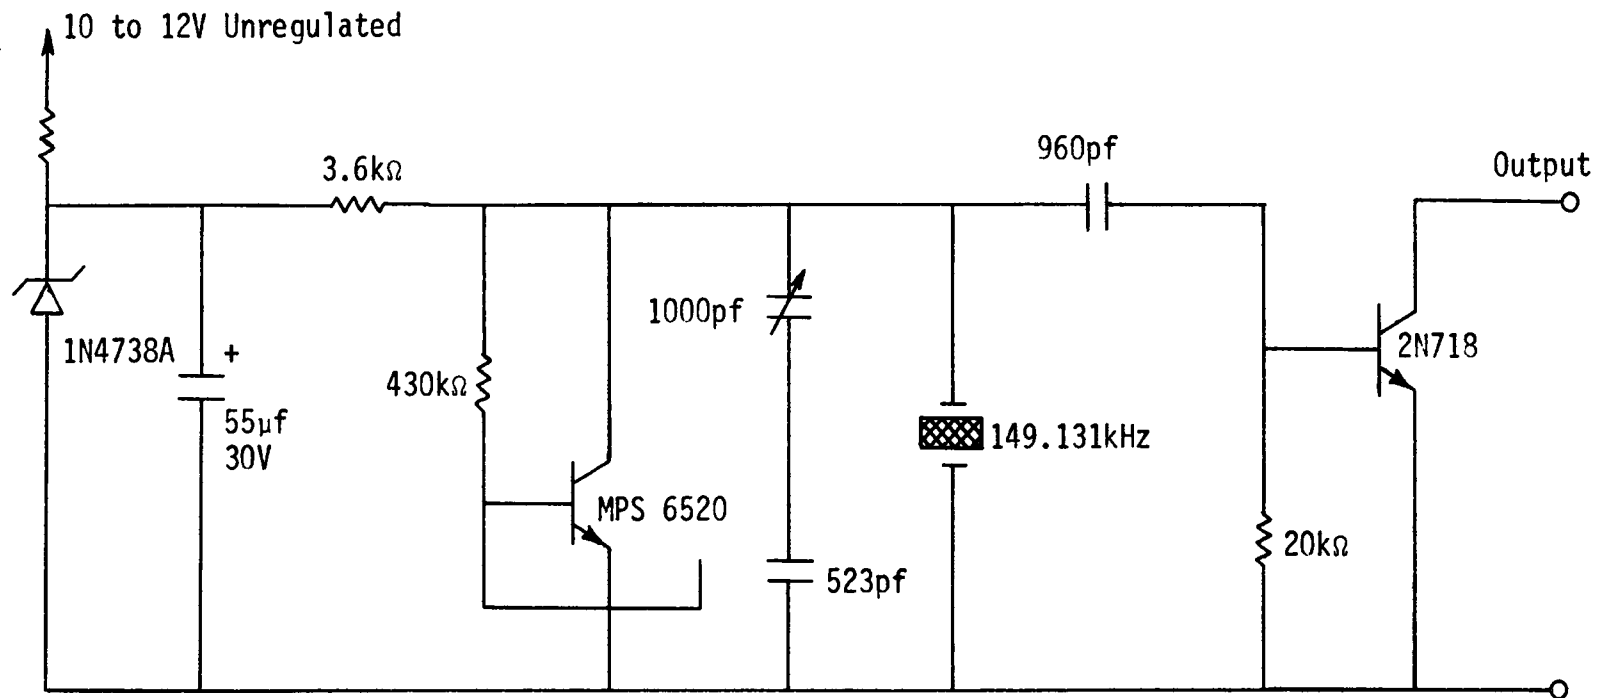 10 to 12V Unregulated
3.6kΩ
960pf
Output
1000pf
1N4738A
+
2N718
430kΩ
55μf
30V
149.131kHz
MPS 6520
20kΩ
523pf